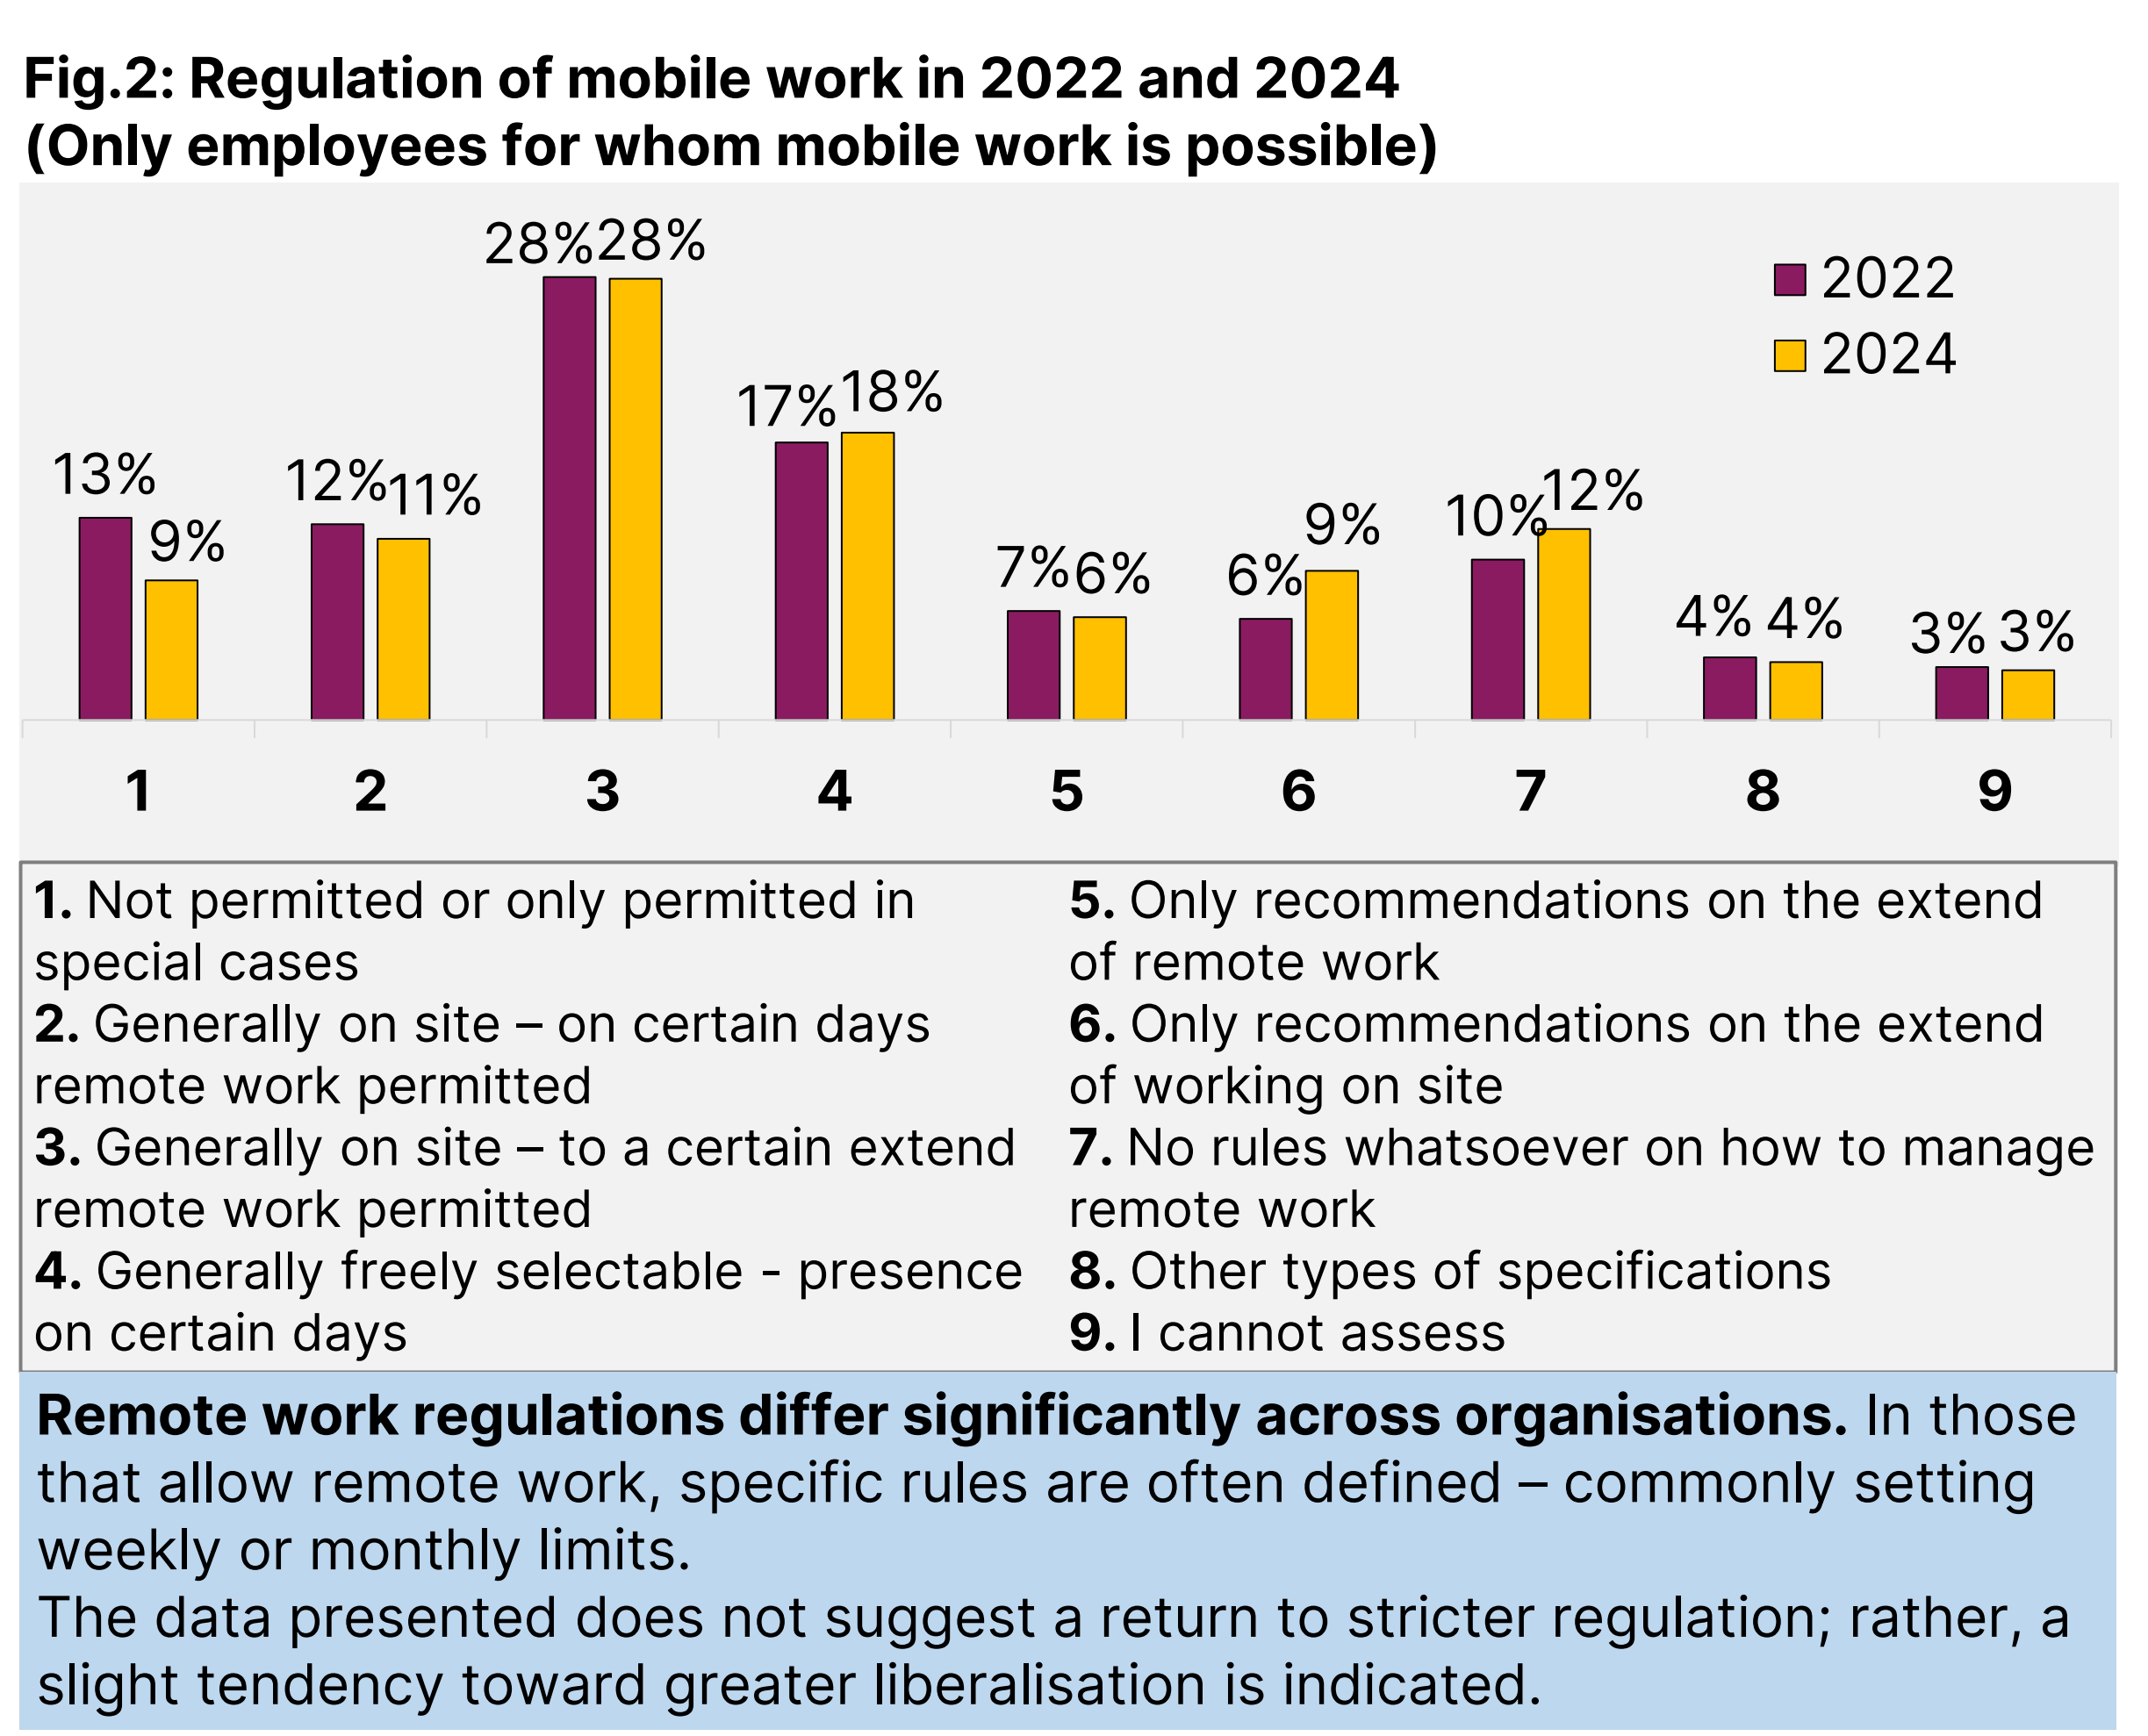 Fig.2: Regulation of mobile work in 2022 and 2024
(Only employees for whom mobile work is possible)
28% 28%
2022
2024
17% 18%
13% 9%
12% 11%
7% 6%
6% 9%
10% 12%
4% 4%
3% 3%
1 2 3 4 5 6 7 8 9
1. Not permitted or only permitted in
special cases
2. Generally on site – on certain days
remote work permitted
3. Generally on site – to a certain extend
remote work permitted
4. Generally freely selectable - presence
on certain days
5. Only recommendations on the extend
of remote work
6. Only recommendations on the extend
of working on site
7. No rules whatsoever on how to manage
remote work
8. Other types of specifications
9. I cannot assess
Remote work regulations differ significantly across organisations. In those
that allow remote work, specific rules are often defined – commonly setting
weekly or monthly limits.
The data presented does not suggest a return to stricter regulation; rather, a
slight tendency toward greater liberalisation is indicated.